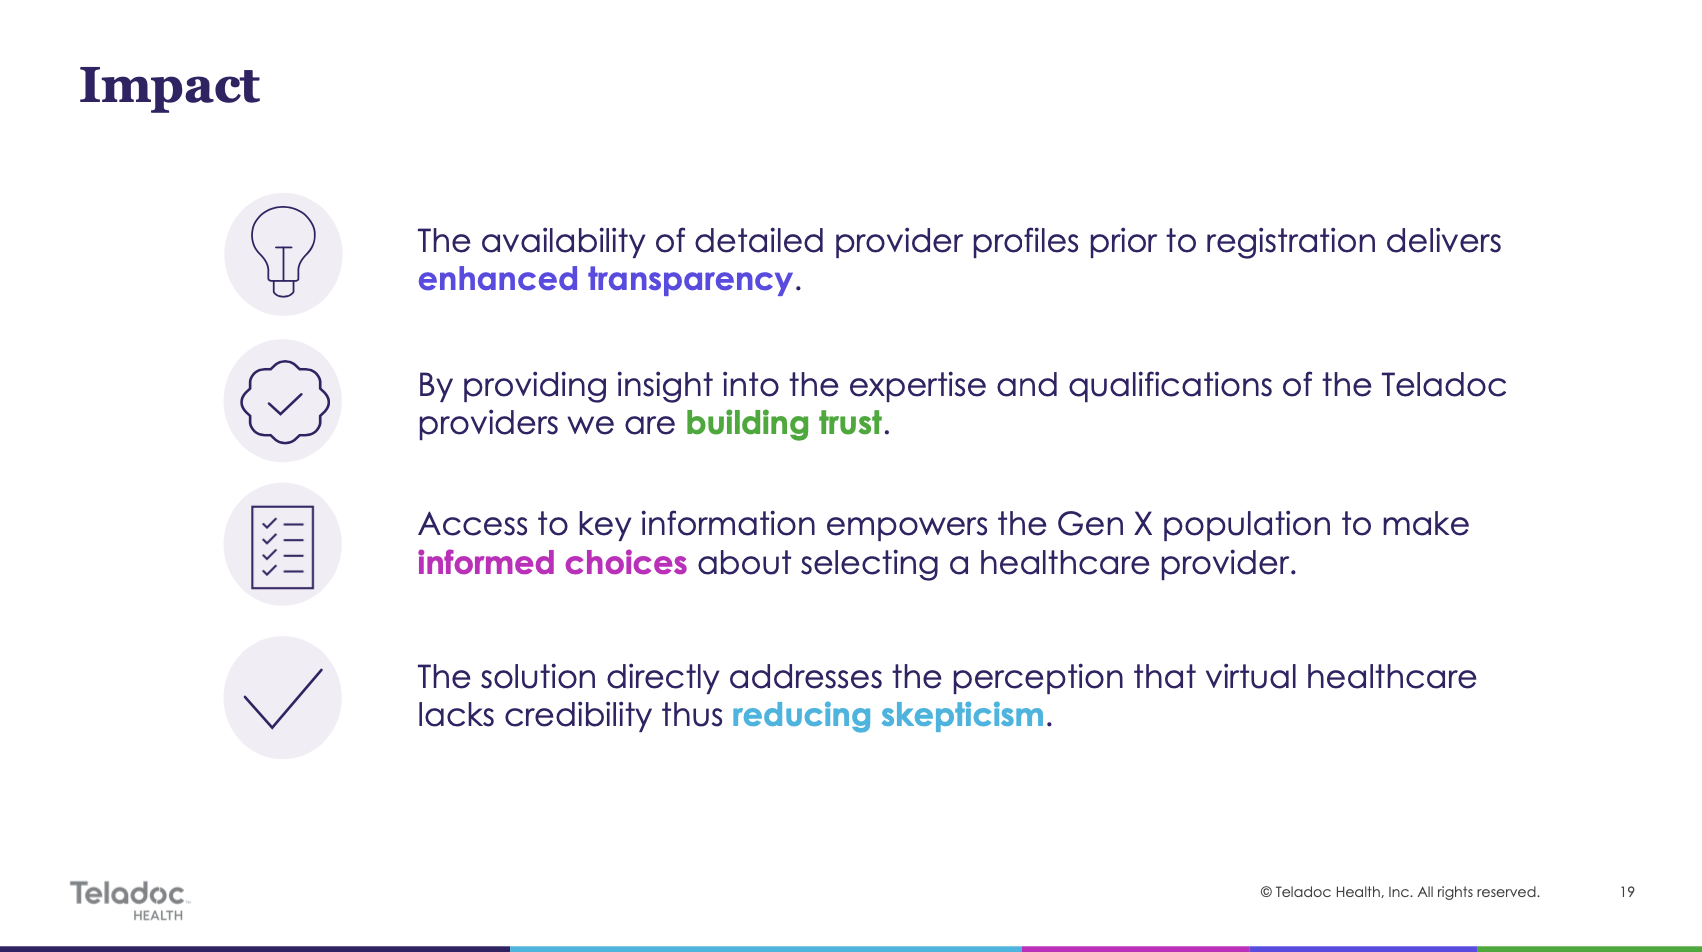 Impact
The availability of detailed provider profiles prior to registration delivers
enhanced transparency.
By providing insight into the expertise and qualifications of the Teladoc
providers we are building trust.
Access to key information empowers the Gen X population to make
informed choices about selecting a healthcare provider.
The solution directly addresses the perception that virtual healthcare
lacks credibility thus reducing skepticism.
Teladoc
HEALTH
© Teladoc Health, Inc. All rights reserved.
19